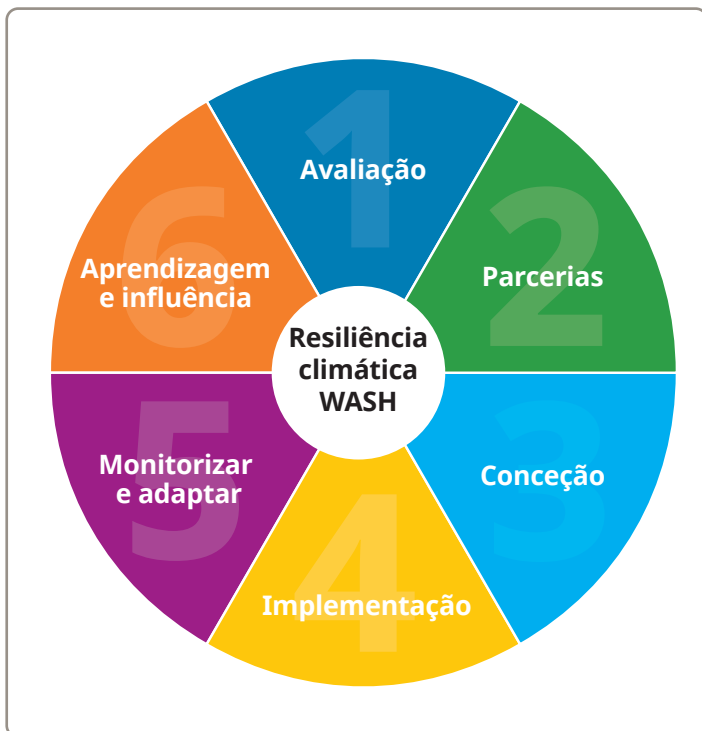 1
Avaliação
2
Parcerias
3
Conceção
4
Implementação
5
Monitorizar
e adaptar
6
Aprendizagem
e influência
Resiliência
climática
WASH